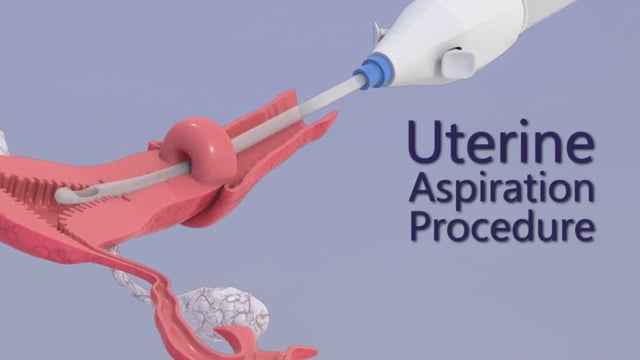 Uterine
Aspiration
Procedure